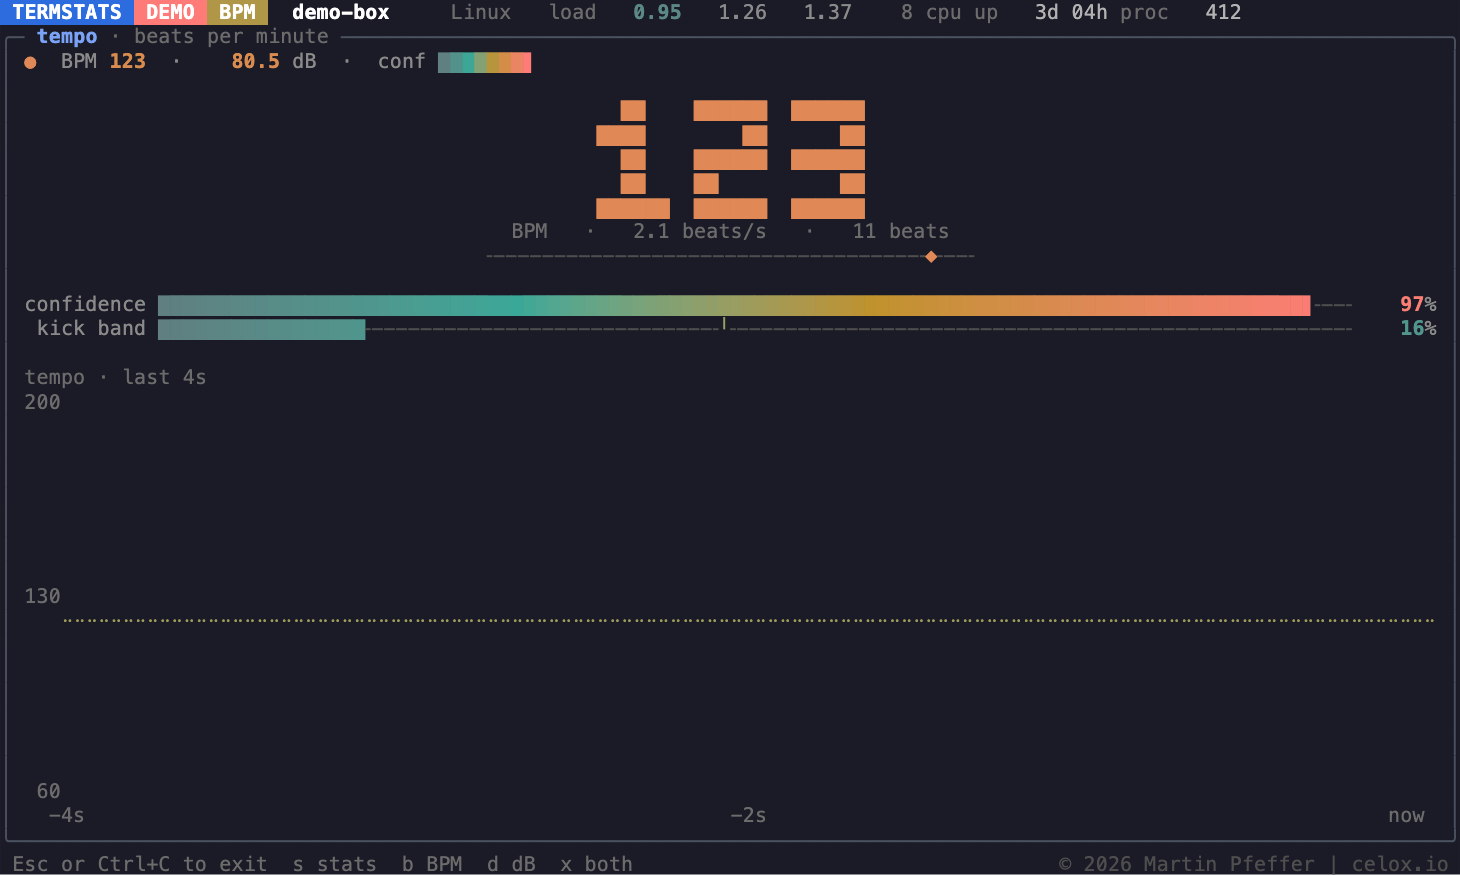 TERMSTATS DEMO BPM demo-box Linux load 0.95 1.26 1.37 8 cpu up 3d 04h proc 412
tempo · beats per minute
● BPM 123 · 80.5 dB · conf
123
BPM · 2.1 beats/s · 11 beats
confidence 97%
kick band 16%
tempo · last 4s
200
130
60
−4s −2s now
Esc or Ctrl+C to exit s stats b BPM d dB x both © 2026 Martin Pfeffer | celox.io